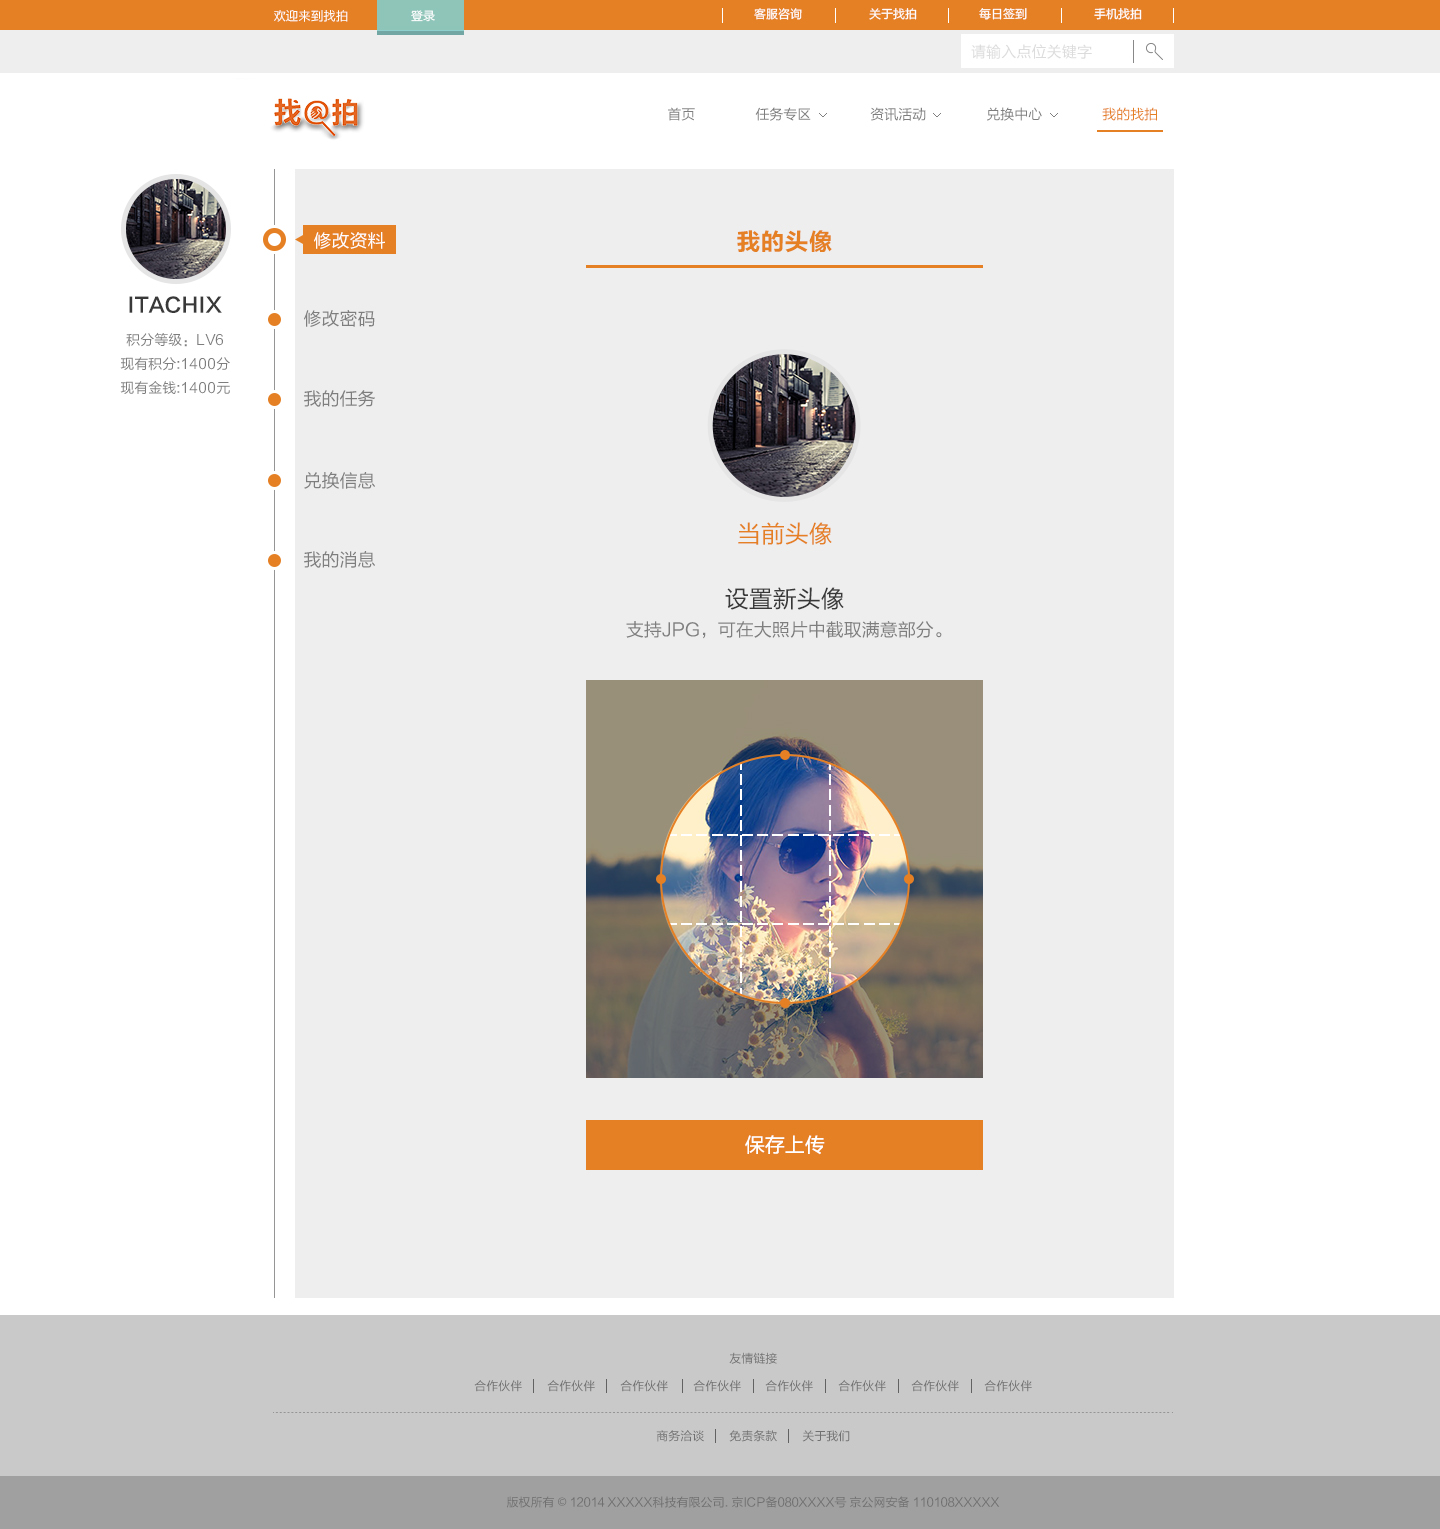 欢迎来到找拍 登录 客服咨询 关于找拍 每日签到 手机找拍
请输入点位关键字
找拍 首页 任务专区 资讯活动 兑换中心 我的找拍
ITACHIX
积分等级：LV6
现有积分:1400分
现有金钱:1400元
修改资料
修改密码
我的任务
兑换信息
我的消息
我的头像
当前头像
设置新头像
支持JPG，可在大照片中截取满意部分。
保存上传
友情链接
合作伙伴 合作伙伴 合作伙伴 合作伙伴 合作伙伴 合作伙伴 合作伙伴 合作伙伴
商务洽谈 免责条款 关于我们
版权所有 © 12014 XXXXX科技有限公司. 京ICP备080XXXX号 京公网安备 110108XXXXX